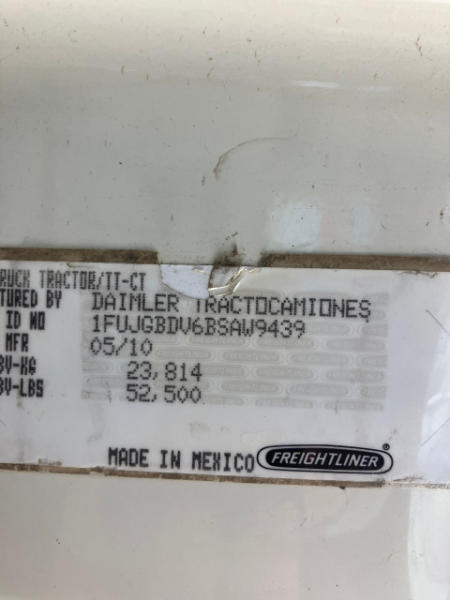 RUCK TRACTOR/TT-CT
TURED BY DAIMLER TRACTOCAMIONES
ID NO 1FUJGBDV6BSAW9439
MFR 05/10
BV-KG 23,814
BV-LBS 52,500
MADE IN MEXICO FREIGHTLINER